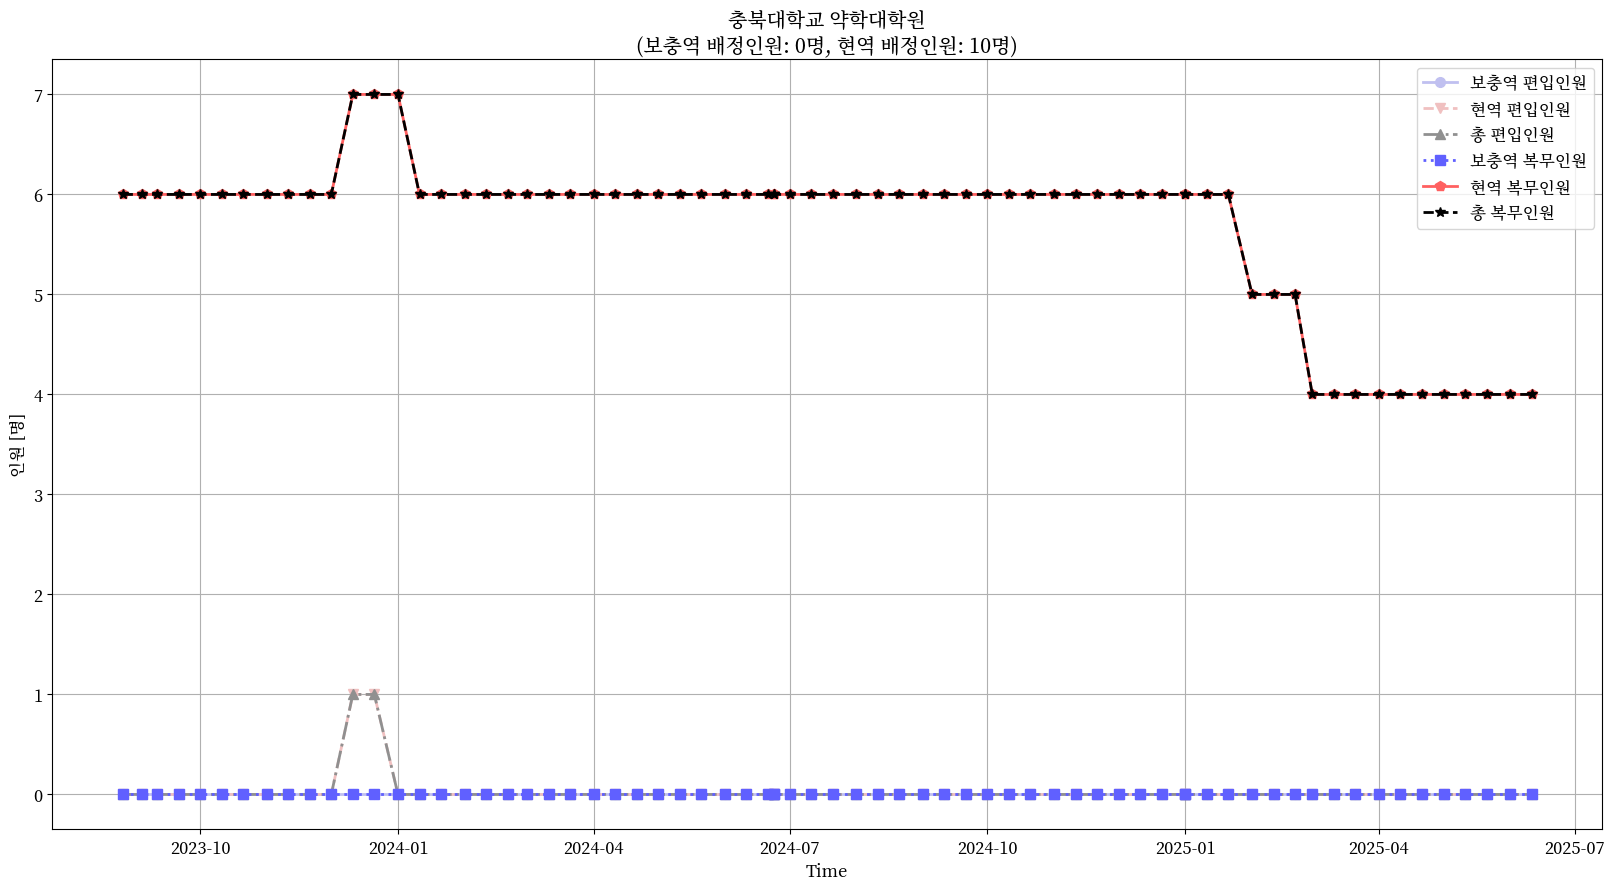 충북대학교 약학대학원
(보충역 배정인원: 0명, 현역 배정인원: 10명)
보충역 편입인원
현역 편입인원
총 편입인원
보충역 복무인원
현역 복무인원
총 복무인원
인원 [명]
7
6
5
4
3
2
1
0
2023-10 2024-01 2024-04 2024-07 2024-10 2025-01 2025-04 2025-07
Time